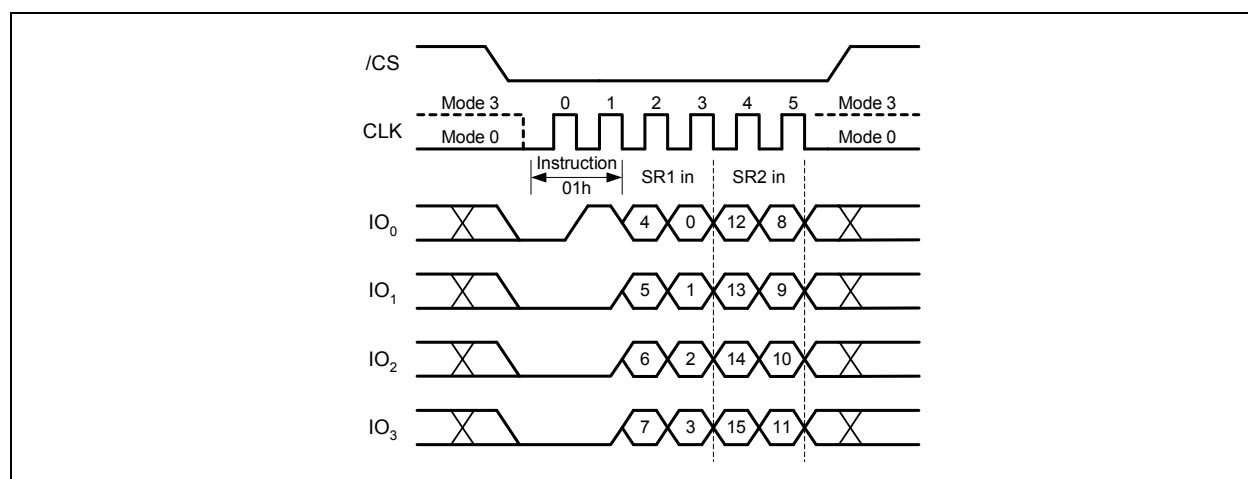 /CS
Mode 3 0 1 2 3 4 5 Mode 3
CLK Mode 0 Mode 0
Instruction
01h SR1 in SR2 in
IO0 4 0 12 8
IO1 5 1 13 9
IO2 6 2 14 10
IO3 7 3 15 11